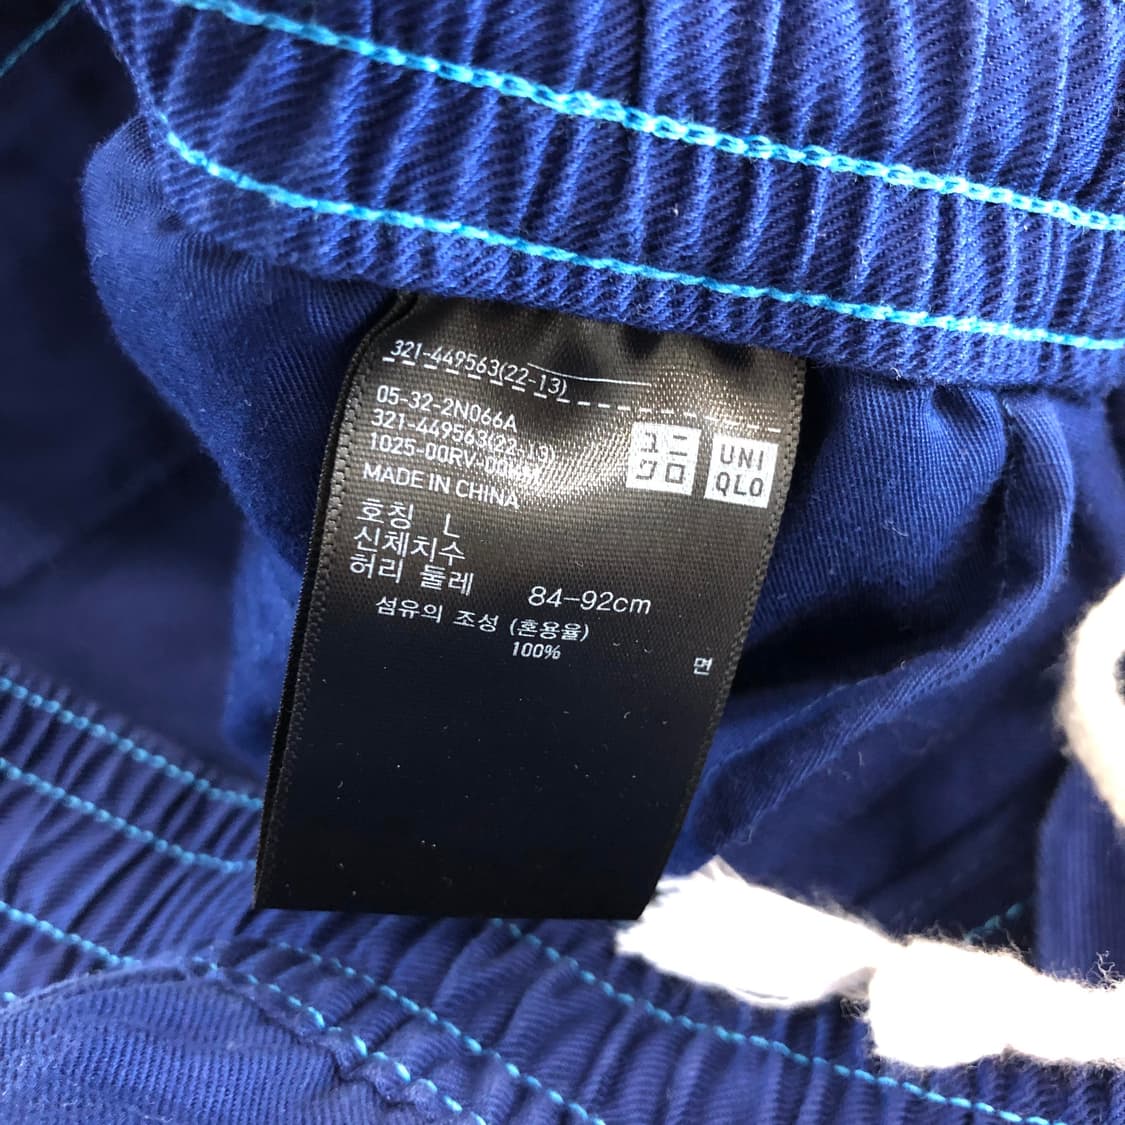 321-449563(22-13)
05-32-2N066A
321-449563(22-13)
MADE IN CHINA
ユニ
クロ
UNI
QLO
호칭 L
신체치수
허리 둘레 84-92cm
섬유의 조성 (혼용율)
100% 면